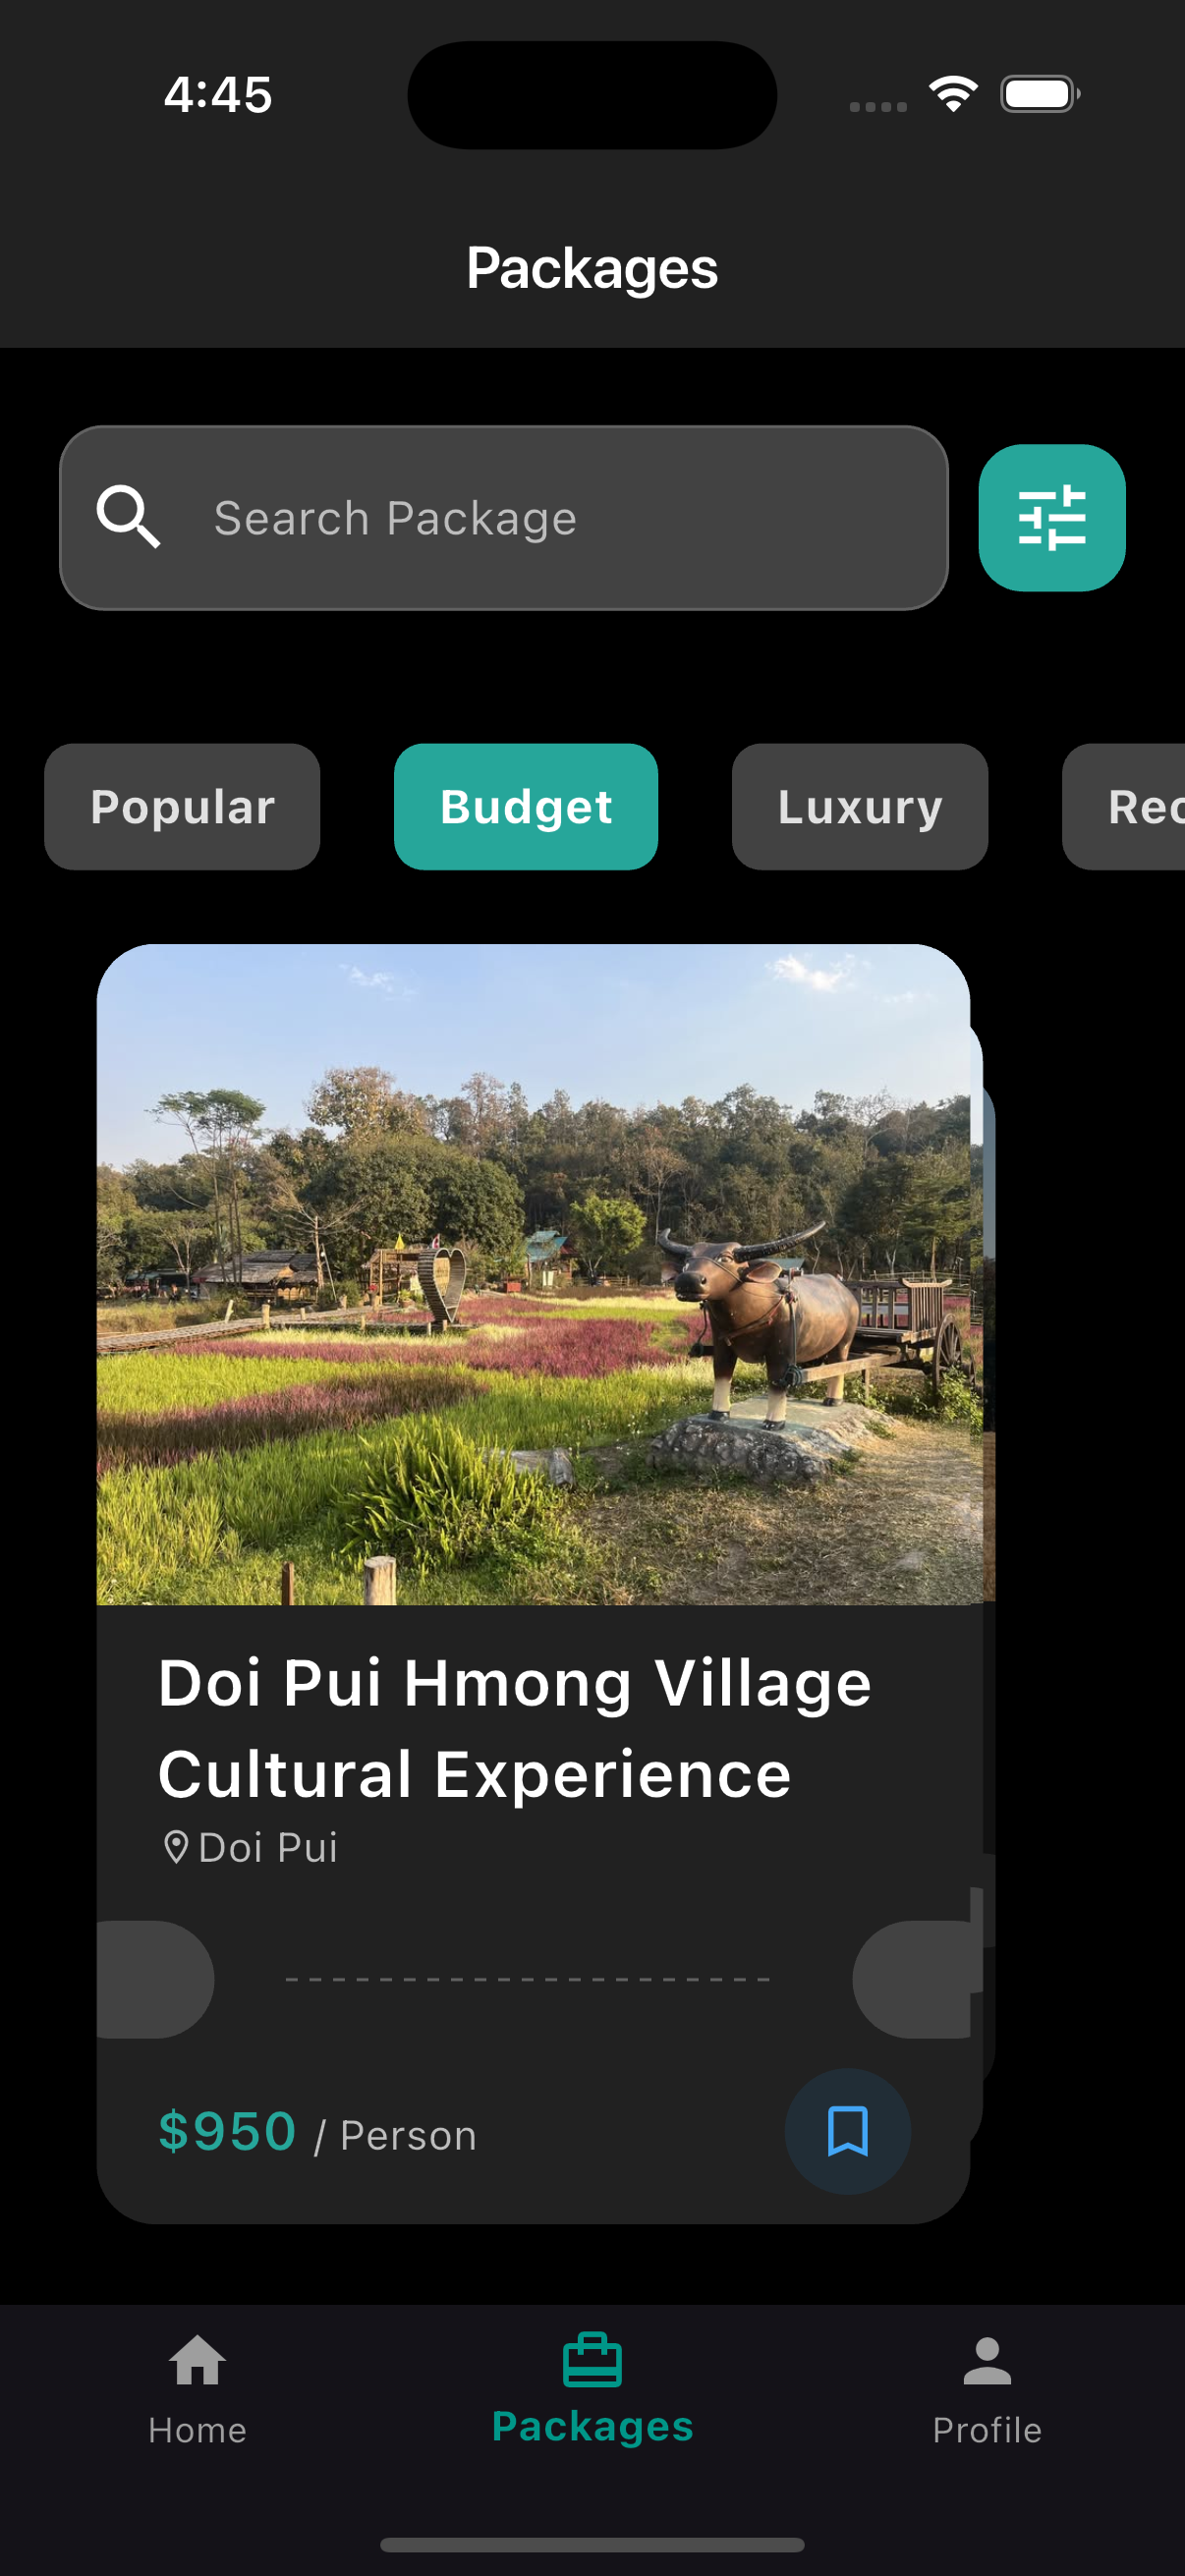 4:45
Packages
Search Package
Popular
Budget
Luxury
Doi Pui Hmong Village
Cultural Experience
Doi Pui
$950 / Person
Home
Packages
Profile